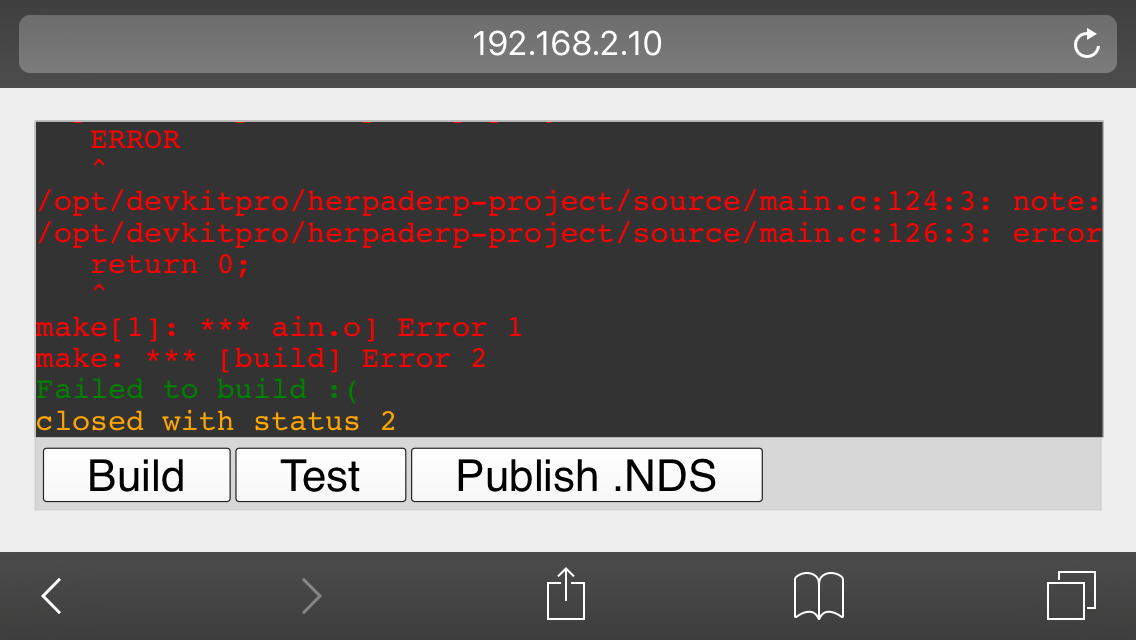 192.168.2.10
ERROR
^
/opt/devkitpro/herpaderp-project/source/main.c:124:3: note:
/opt/devkitpro/herpaderp-project/source/main.c:126:3: error
return 0;
^
make[1]: *** ain.o] Error 1
make: *** [build] Error 2
Failed to build :(
closed with status 2
Build Test Publish .NDS